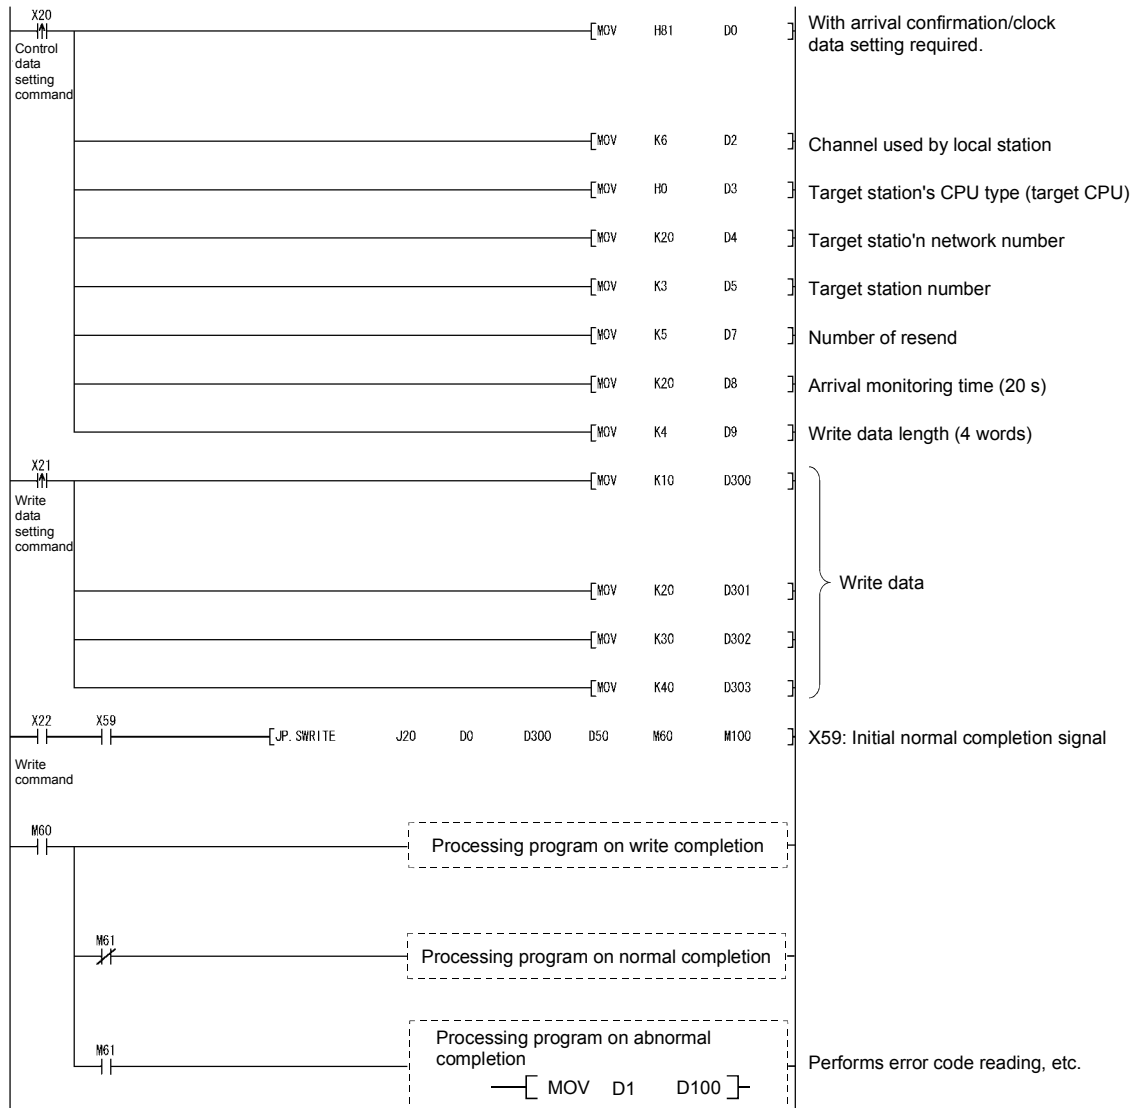 X20
[MOV H81 D0 ]
With arrival confirmation/clock
data setting required.
Control
data
setting
command
[MOV K6 D2 ] Channel used by local station
[MOV H0 D3 ] Target station's CPU type (target CPU)
[MOV K20 D4 ] Target statio'n network number
[MOV K3 D5 ] Target station number
[MOV K5 D7 ] Number of resend
[MOV K20 D8 ] Arrival monitoring time (20 s)
[MOV K4 D9 ] Write data length (4 words)
X21
[MOV K10 D300 ]
Write
data
setting
command
[MOV K20 D301 ]
Write data
[MOV K30 D302 ]
[MOV K40 D303 ]
X22 X59
[JP.SWRITE J20 D0 D300 D50 M60 M100 ] X59: Initial normal completion signal
Write
command
M60
Processing program on write completion
M61
Processing program on normal completion
M61
Processing program on abnormal
completion
Performs error code reading, etc.
[ MOV D1 D100 ]